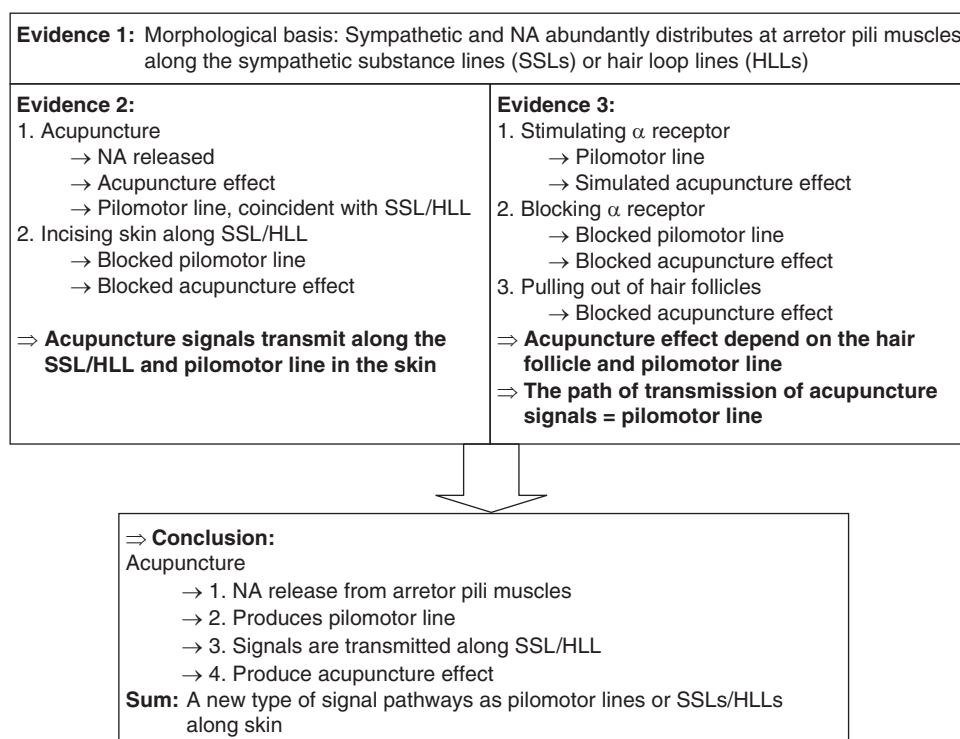 Evidence 1: Morphological basis: Sympathetic and NA abundantly distributes at arretor pili muscles
along the sympathetic substance lines (SSLs) or hair loop lines (HLLs)
Evidence 2:
1. Acupuncture
→ NA released
→ Acupuncture effect
→ Pilomotor line, coincident with SSL/HLL
2. Incising skin along SSL/HLL
→ Blocked pilomotor line
→ Blocked acupuncture effect
⇒ Acupuncture signals transmit along the
SSL/HLL and pilomotor line in the skin
Evidence 3:
1. Stimulating α receptor
→ Pilomotor line
→ Simulated acupuncture effect
2. Blocking α receptor
→ Blocked pilomotor line
→ Blocked acupuncture effect
3. Pulling out of hair follicles
→ Blocked acupuncture effect
⇒ Acupuncture effect depend on the hair
follicle and pilomotor line
⇒ The path of transmission of acupuncture
signals = pilomotor line
⇒ Conclusion:
Acupuncture
→ 1. NA release from arretor pili muscles
→ 2. Produces pilomotor line
→ 3. Signals are transmitted along SSL/HLL
→ 4. Produce acupuncture effect
Sum: A new type of signal pathways as pilomotor lines or SSLs/HLLs
along skin